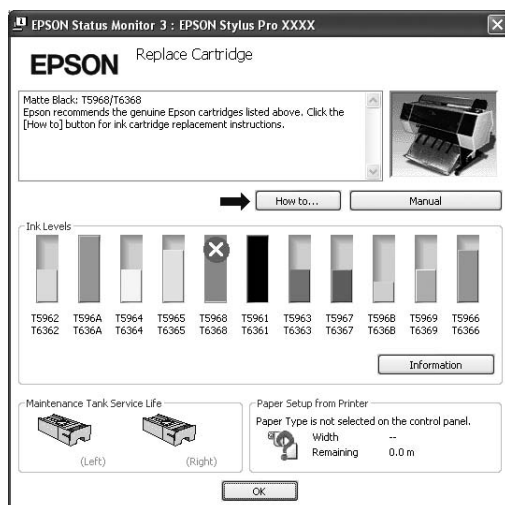 EPSON Status Monitor 3 : EPSON Stylus Pro XXXX
EPSON
Replace Cartridge
Matte Black: T5968/T6368
Epson recommends the genuine Epson cartridges listed above. Click the
[How to] button for ink cartridge replacement instructions.
How to...
Manual
Ink Levels
T5962 T596A T5964 T5965 T5968 T5961 T5963 T5967 T596B T5969 T5966
T6362 T636A T6364 T6365 T6368 T6361 T6363 T6367 T636B T6369 T6366
Information
Maintenance Tank Service Life
(Left) (Right)
Paper Setup from Printer
Paper Type is not selected on the control panel.
Width --
Remaining 0.0 m
OK